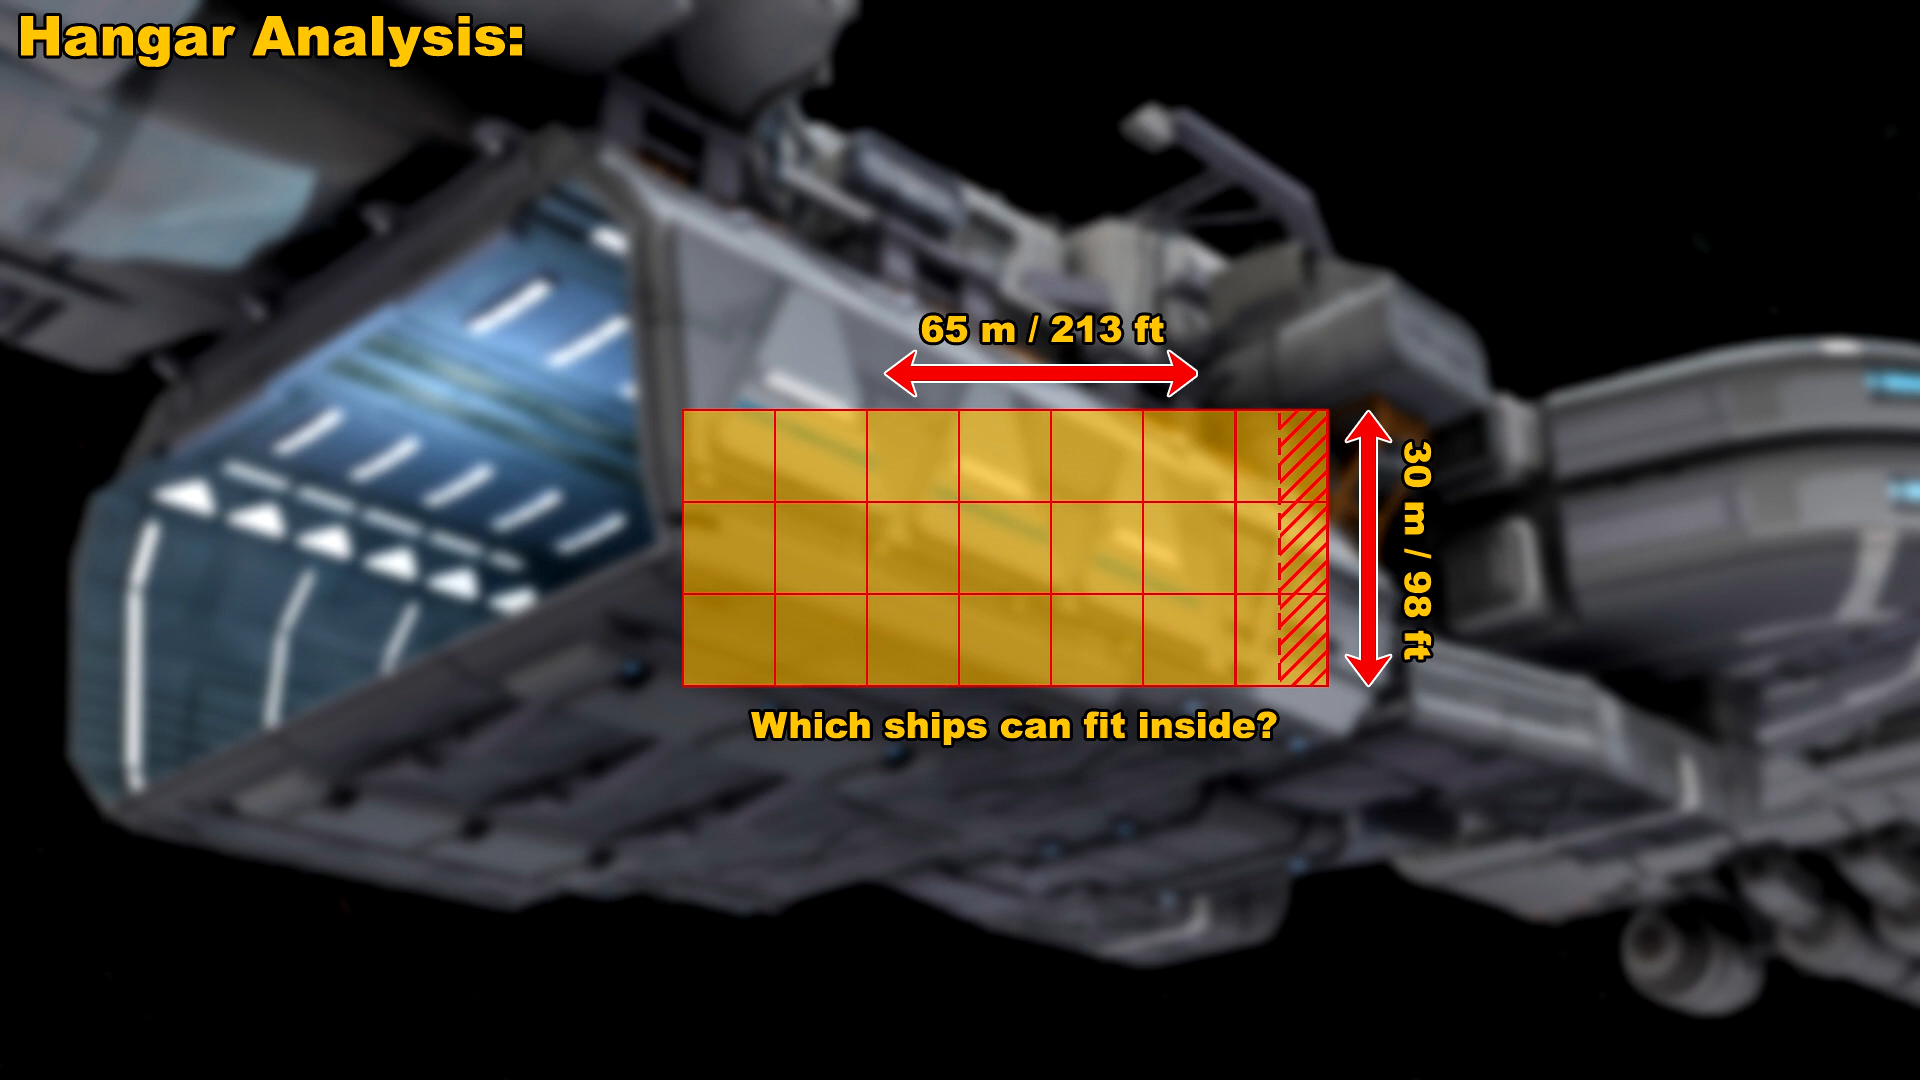 Hangar Analysis:
65 m / 213 ft
30 m / 98 ft
Which ships can fit inside?